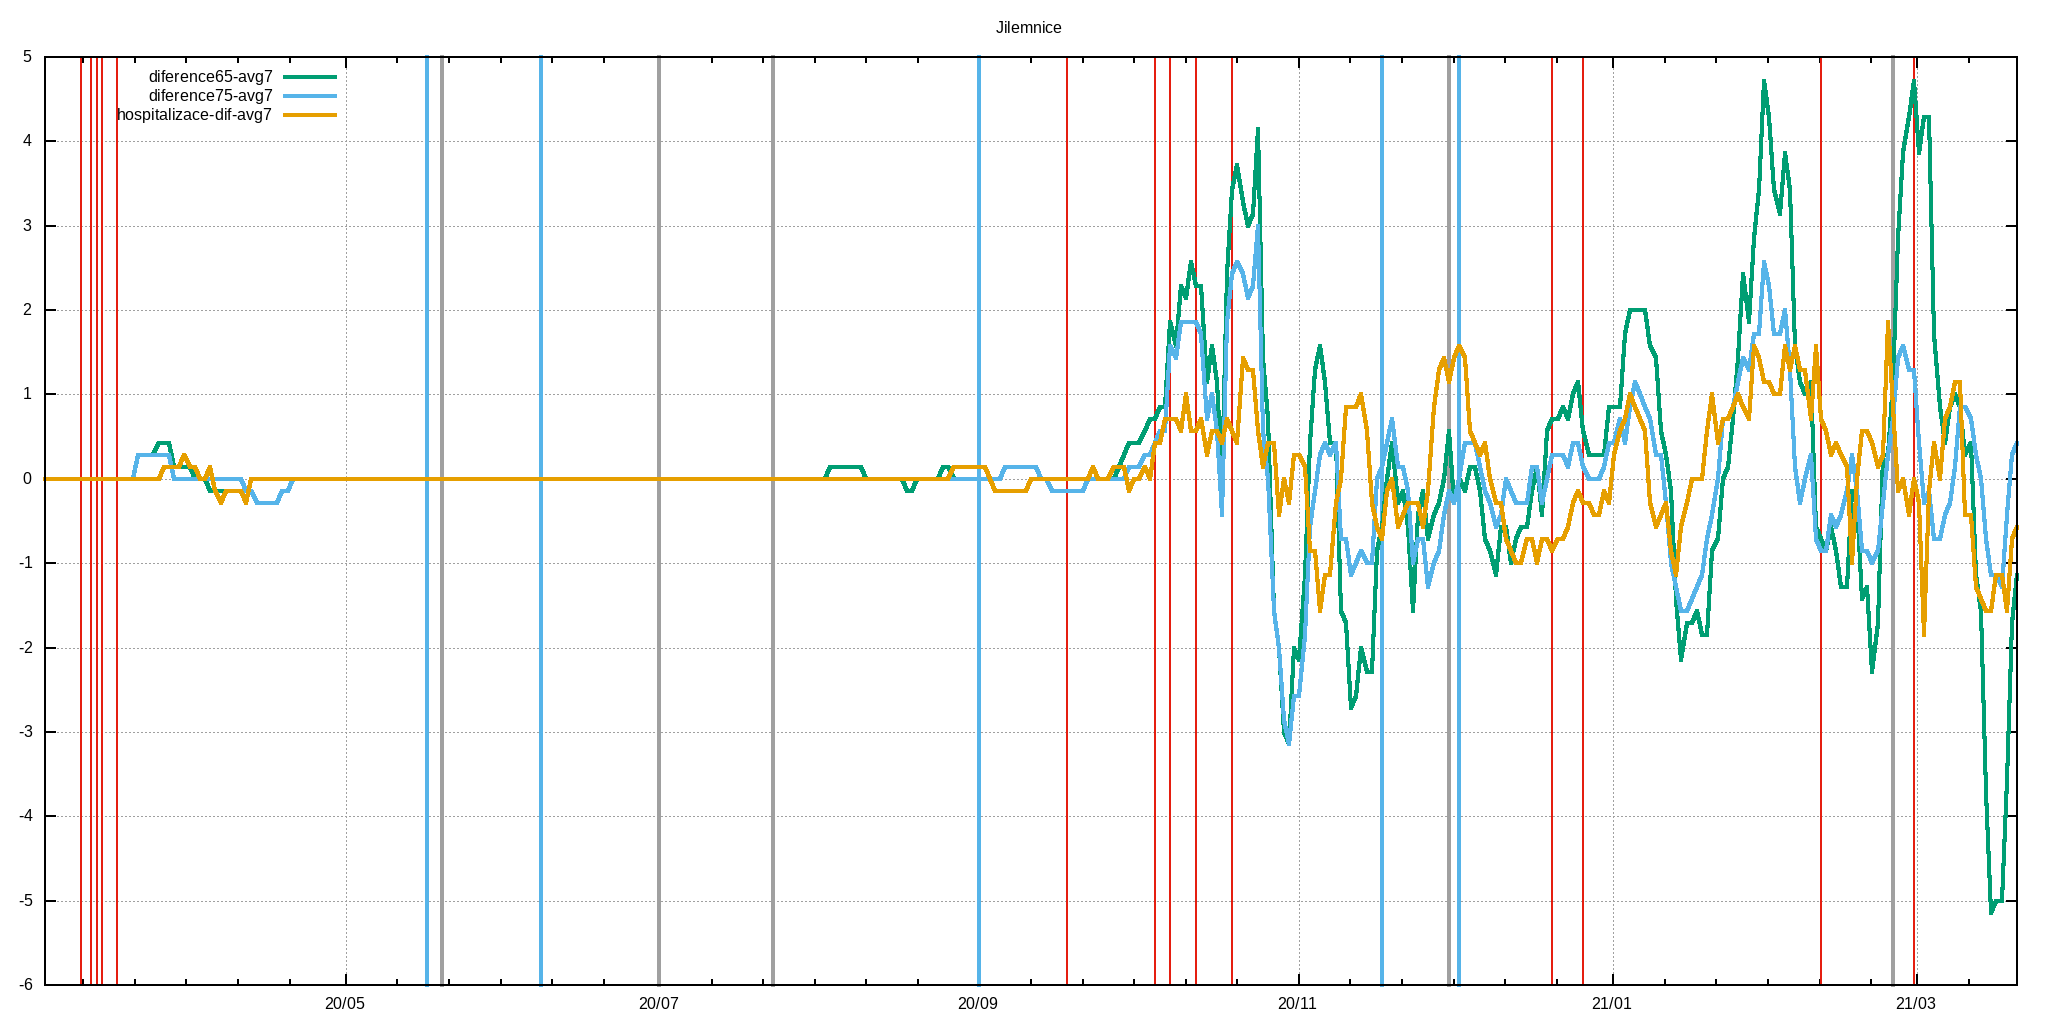 Jilemnice
5
diference65-avg7
diference75-avg7
hospitalizace-dif-avg7
4
3
2
1
0
-1
-2
-3
-4
-5
-6
20/05 20/07 20/09 20/11 21/01 21/03